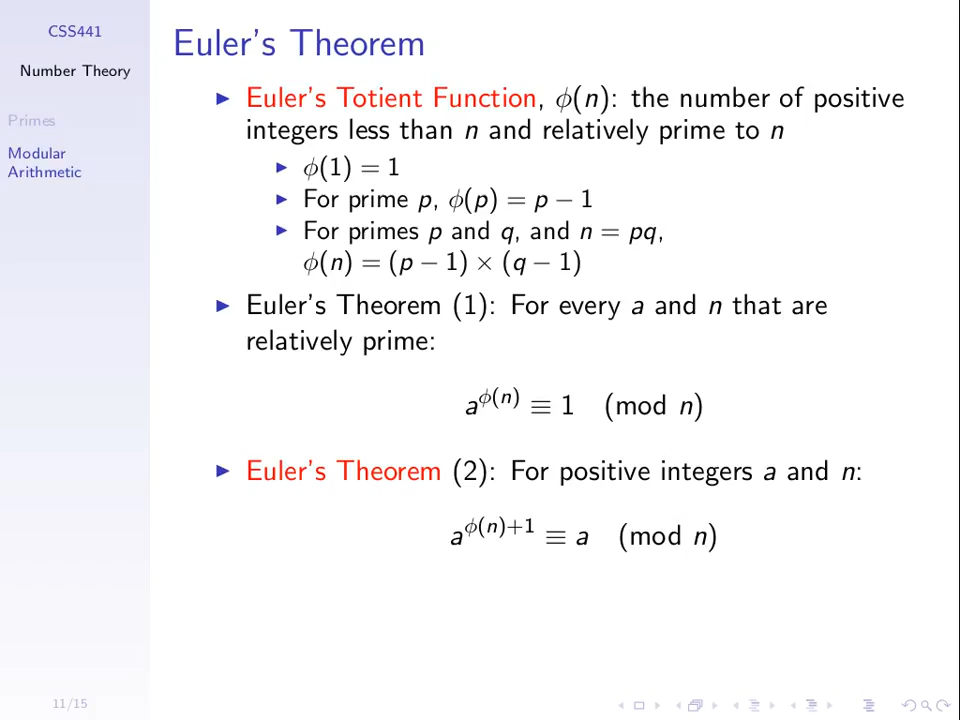 CSS441
Number Theory
Primes
Modular
Arithmetic
Euler's Theorem
Euler's Totient Function, ϕ(n): the number of positive
integers less than n and relatively prime to n
ϕ(1) = 1
For prime p, ϕ(p) = p − 1
For primes p and q, and n = pq,
ϕ(n) = (p − 1) × (q − 1)
Euler's Theorem (1): For every a and n that are
relatively prime:
a^ϕ(n) ≡ 1 (mod n)
Euler's Theorem (2): For positive integers a and n:
a^ϕ(n)+1 ≡ a (mod n)
11/15